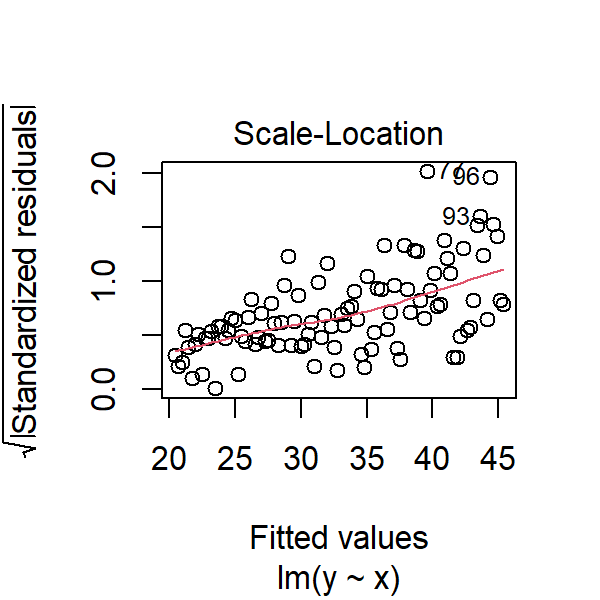 Scale-Location
√|Standardized residuals|
0.0 1.0 2.0
77
96
93
20 25 30 35 40 45
Fitted values
lm(y ~ x)